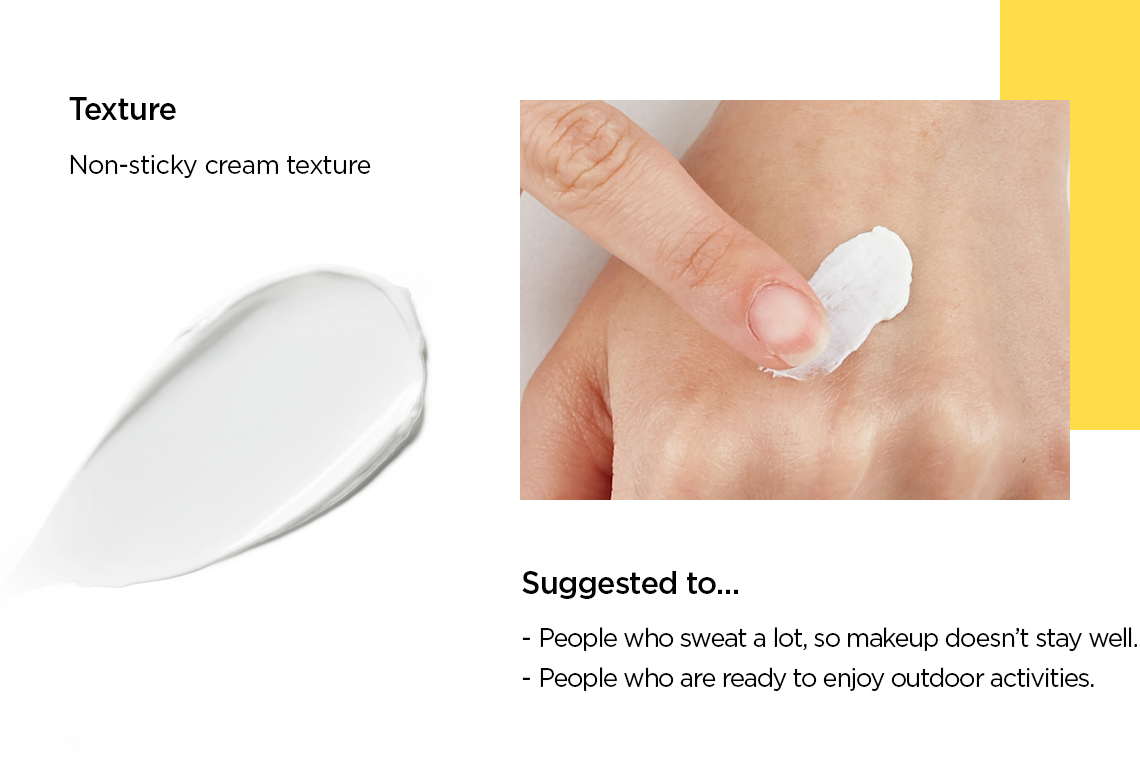 Texture
Non-sticky cream texture
Suggested to...
- People who sweat a lot, so makeup doesn’t stay well.
- People who are ready to enjoy outdoor activities.